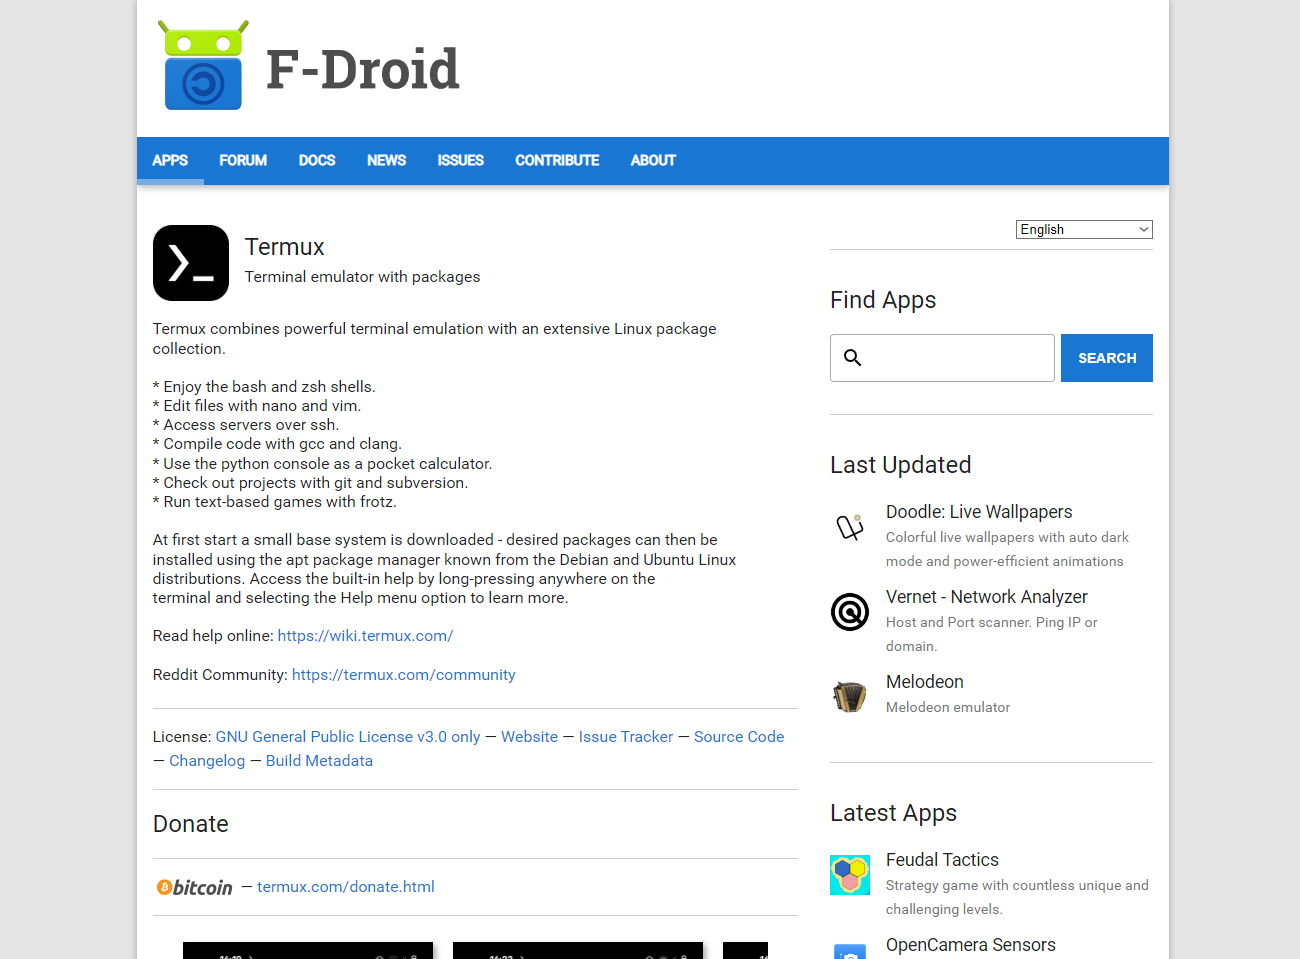 F-Droid
APPS FORUM DOCS NEWS ISSUES CONTRIBUTE ABOUT
Termux
Terminal emulator with packages
Termux combines powerful terminal emulation with an extensive Linux package
collection.
* Enjoy the bash and zsh shells.
* Edit files with nano and vim.
* Access servers over ssh.
* Compile code with gcc and clang.
* Use the python console as a pocket calculator.
* Check out projects with git and subversion.
* Run text-based games with frotz.
At first start a small base system is downloaded - desired packages can then be
installed using the apt package manager known from the Debian and Ubuntu Linux
distributions. Access the built-in help by long-pressing anywhere on the
terminal and selecting the Help menu option to learn more.
Read help online: https://wiki.termux.com/
Reddit Community: https://termux.com/community
License: GNU General Public License v3.0 only — Website — Issue Tracker — Source Code
— Changelog — Build Metadata
Donate
bitcoin — termux.com/donate.html
English
Find Apps
SEARCH
Last Updated
Doodle: Live Wallpapers
Colorful live wallpapers with auto dark
mode and power-efficient animations
Vernet - Network Analyzer
Host and Port scanner. Ping IP or
domain.
Melodeon
Melodeon emulator
Latest Apps
Feudal Tactics
Strategy game with countless unique and
challenging levels.
OpenCamera Sensors